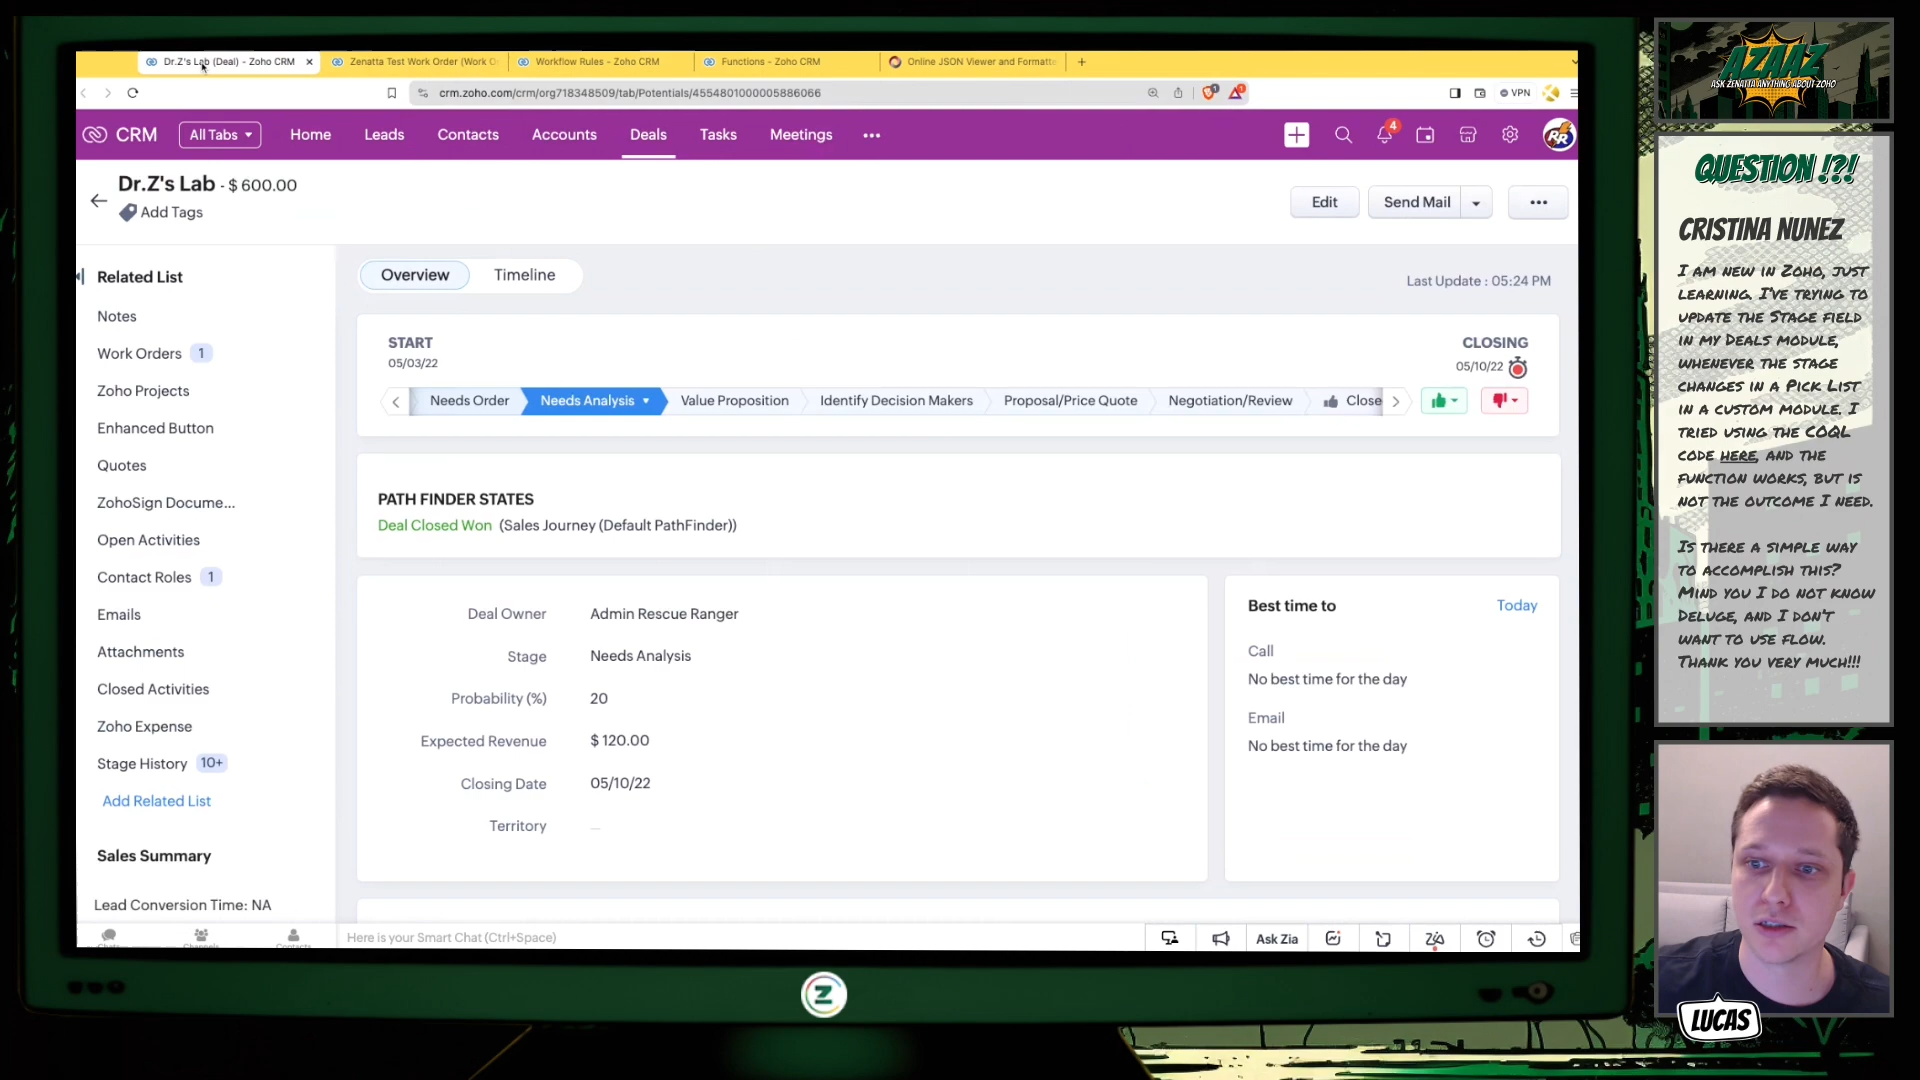 Dr.Z's Lab (Deal) - Zoho CRM
Zenatta Test Work Order (Work O
Workflow Rules - Zoho CRM
Functions - Zoho CRM
Online JSON Viewer and Formatte
crm.zoho.com/crm/org718348509/tab/Potentials/4554801000005886066
VPN
CRM
All Tabs
Home
Leads
Contacts
Accounts
Deals
Tasks
Meetings
4
RR
Dr.Z's Lab - $ 600.00
Add Tags
Edit
Send Mail
Related List
Notes
Work Orders 1
Zoho Projects
Enhanced Button
Quotes
ZohoSign Docume...
Open Activities
Contact Roles 1
Emails
Attachments
Closed Activities
Zoho Expense
Stage History 10+
Add Related List
Sales Summary
Lead Conversion Time: NA
Overview
Timeline
Last Update : 05:24 PM
START
05/03/22
CLOSING
05/10/22
Needs Order
Needs Analysis
Value Proposition
Identify Decision Makers
Proposal/Price Quote
Negotiation/Review
Close
PATH FINDER STATES
Deal Closed Won (Sales Journey (Default PathFinder))
Deal Owner Admin Rescue Ranger
Stage Needs Analysis
Probability (%) 20
Expected Revenue $ 120.00
Closing Date 05/10/22
Territory —
Best time to
Today
Call
No best time for the day
Email
No best time for the day
Contacts
Here is your Smart Chat (Ctrl+Space)
Ask Zia
Z
AZAAZ
ASK ZENATTA ANYTHING ABOUT ZOHO
QUESTION !?!
CRISTINA NUNEZ
I AM NEW IN ZOHO, JUST
LEARNING. I'VE TRYING TO
UPDATE THE STAGE FIELD
IN MY DEALS MODULE,
WHENEVER THE STAGE
CHANGES IN A PICK LIST
IN A CUSTOM MODULE. I
TRIED USING THE COQL
CODE HERE, AND THE
FUNCTION WORKS, BUT IS
NOT THE OUTCOME I NEED.
IS THERE A SIMPLE WAY
TO ACCOMPLISH THIS?
MIND YOU I DO NOT KNOW
DELUGE, AND I DON'T
WANT TO USE FLOW.
THANK YOU VERY MUCH!!!
LUCAS